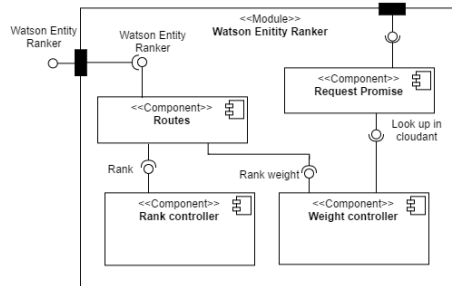 <<Module>>
Watson Enitity Ranker
Watson Entity
Ranker
Watson Entity
Ranker
<<Component>>
Request Promise
<<Component>>
Routes
Look up in
cloudant
Rank
Rank weight
<<Component>>
Rank controller
<<Component>>
Weight controller